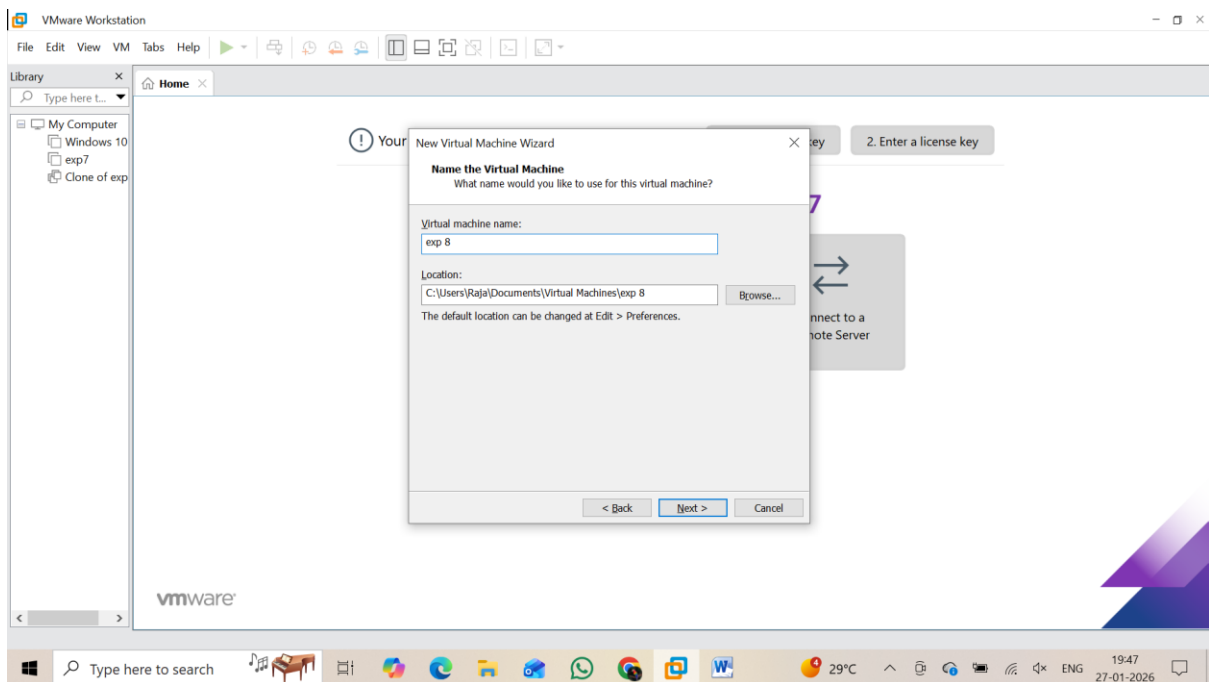 VMware Workstation
File Edit View VM Tabs Help
Library
Type here t...
Home
My Computer
Windows 10
exp7
Clone of exp
Your
key
2. Enter a license key
7
nnect to a
note Server
New Virtual Machine Wizard
Name the Virtual Machine
What name would you like to use for this virtual machine?
Virtual machine name:
exp 8
Location:
C:\Users\Raja\Documents\Virtual Machines\exp 8
Browse...
The default location can be changed at Edit > Preferences.
< Back Next > Cancel
vmware
Type here to search
4
29°C
ENG
19:47
27-01-2026